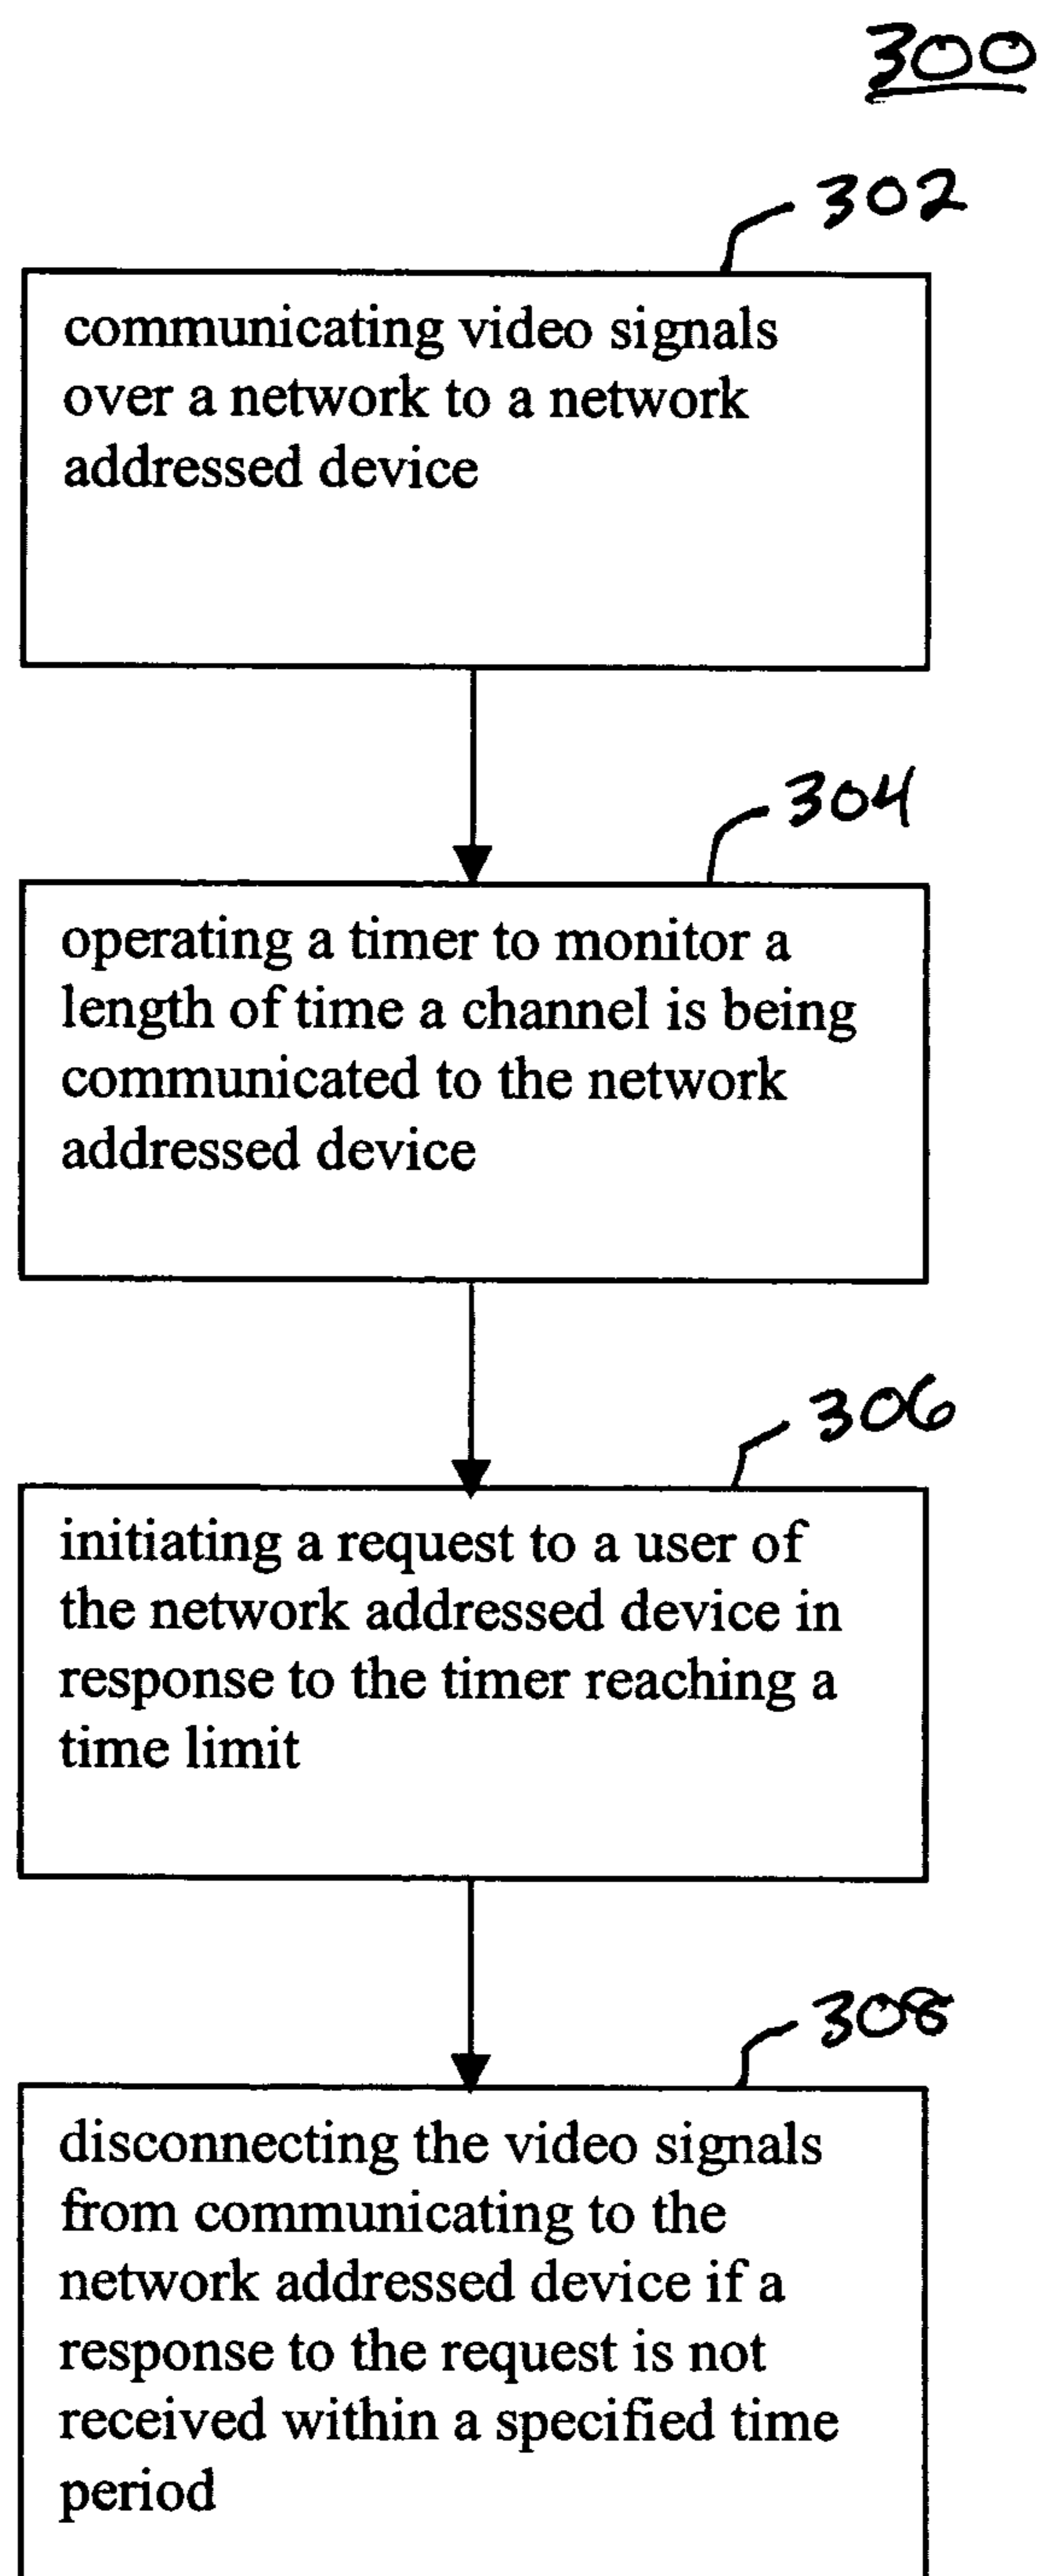 300
302
communicating video signals
over a network to a network
addressed device
304
operating a timer to monitor a
length of time a channel is being
communicated to the network
addressed device
306
initiating a request to a user of
the network addressed device in
response to the timer reaching a
time limit
308
disconnecting the video signals
from communicating to the
network addressed device if a
response to the request is not
received within a specified time
period